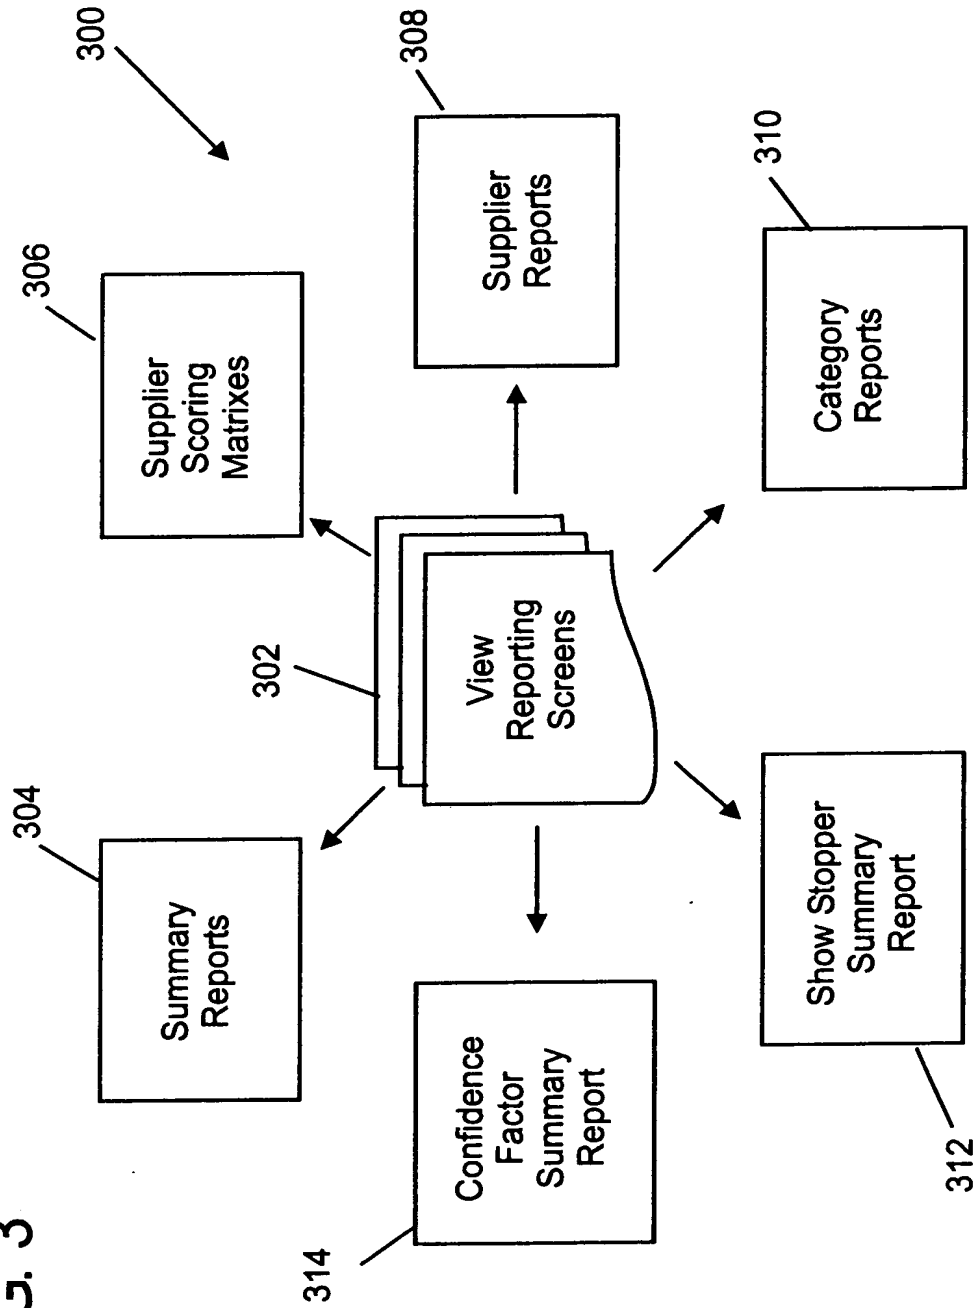 300
304
306
Summary
Reports
Supplier
Scoring
Matrixes
302
308
314
Confidence
Factor
Summary
Report
View
Reporting
Screens
Supplier
Reports
310
Show Stopper
Summary
Report
Category
Reports
312
3